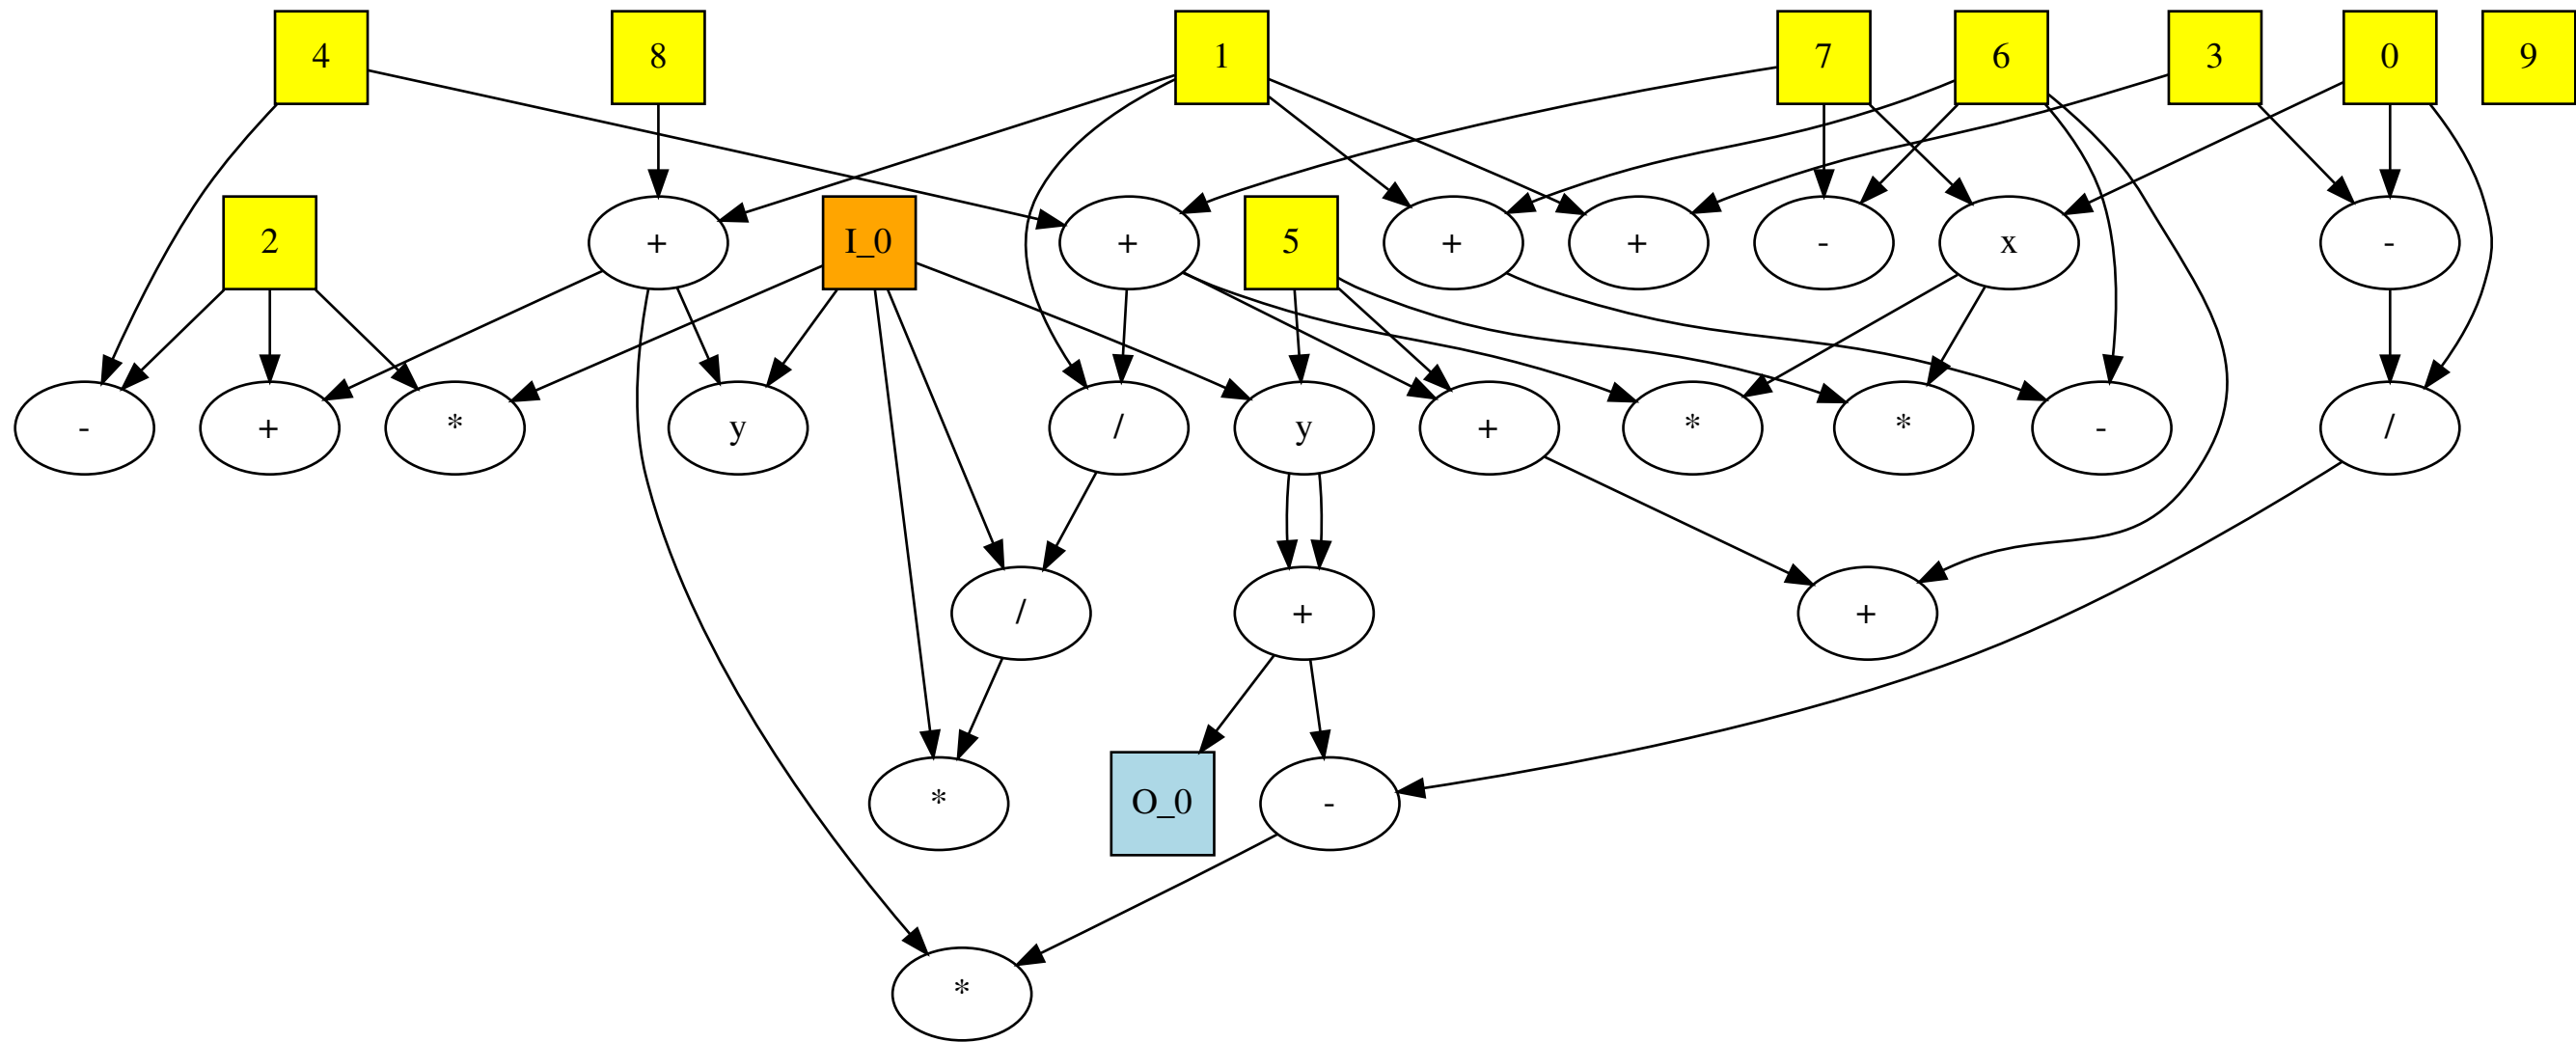 4 8 1 7 6 3 0 9
2 + I_0 + 5 + + - x -
- + * y / y + * * - /
/ + +
* O_0 -
*